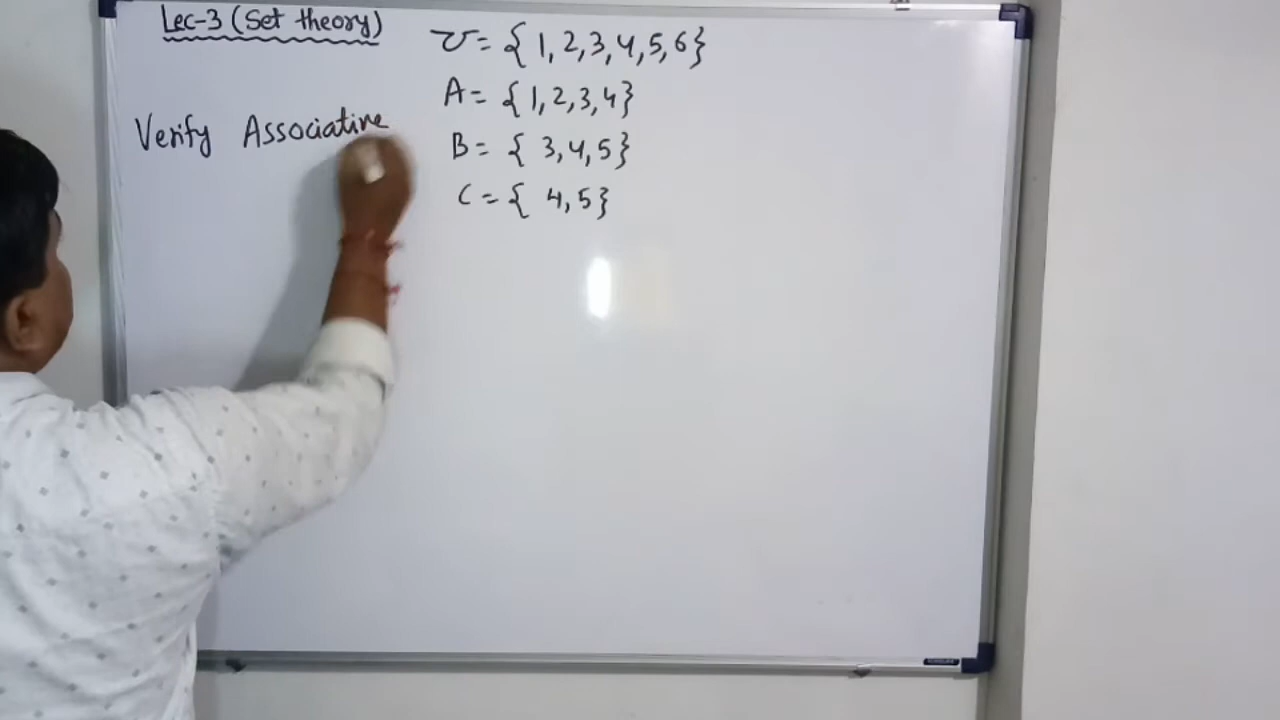 Lec-3 (Set theory)
U = { 1, 2, 3, 4, 5, 6 }
A = { 1, 2, 3, 4 }
Verify Associative
B = { 3, 4, 5 }
C = { 4, 5 }